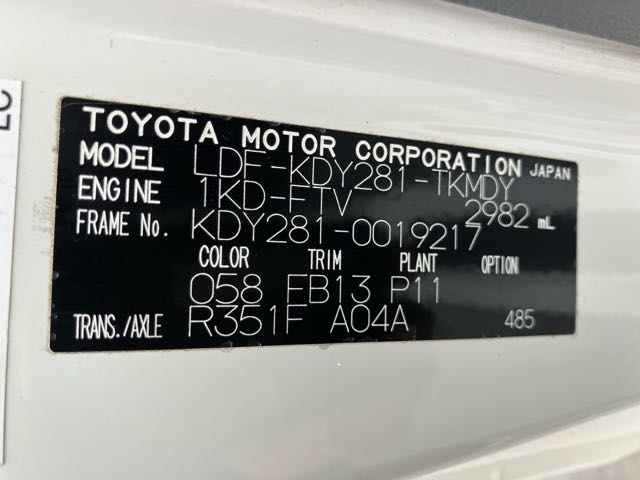 TOYOTA MOTOR CORPORATION JAPAN
MODEL LDF-KDY281-TKMDY
ENGINE 1KD-FTV 2982 mL
FRAME No. KDY281-0019217
COLOR TRIM PLANT OPTION
058 FB13 P11
TRANS./AXLE R351F A04A 485